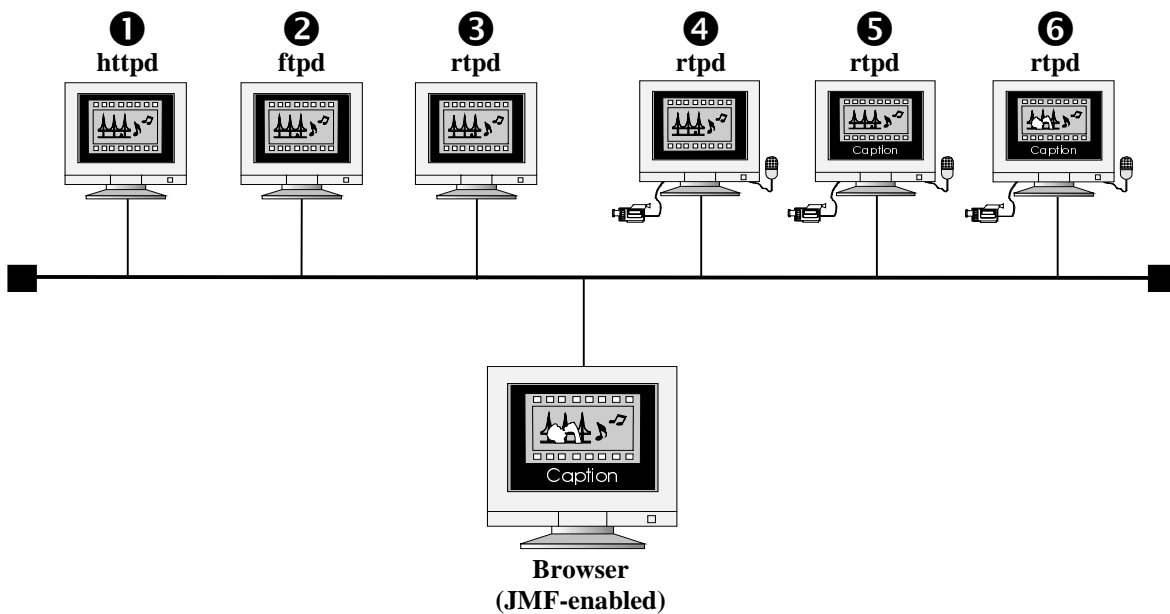 ❶ ❷ ❸ ❹ ❺ ❻
httpd ftpd rtpd rtpd rtpd rtpd
Caption Caption
Caption
Browser
(JMF-enabled)